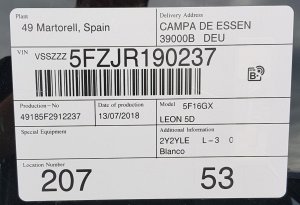 Plant
49 Martorell, Spain
Delivery Address
CAMPA DE ESSEN
39000B DEU
VIN
VSSZZZ 5FZJR190237
Production-No
49185F2912237
Date of production
13/07/2018
Model
5F16GX
LEON 5D
Special Equipment
Additional Information
2Y2YLE L-3 0
Blanco
Location Number
207
53